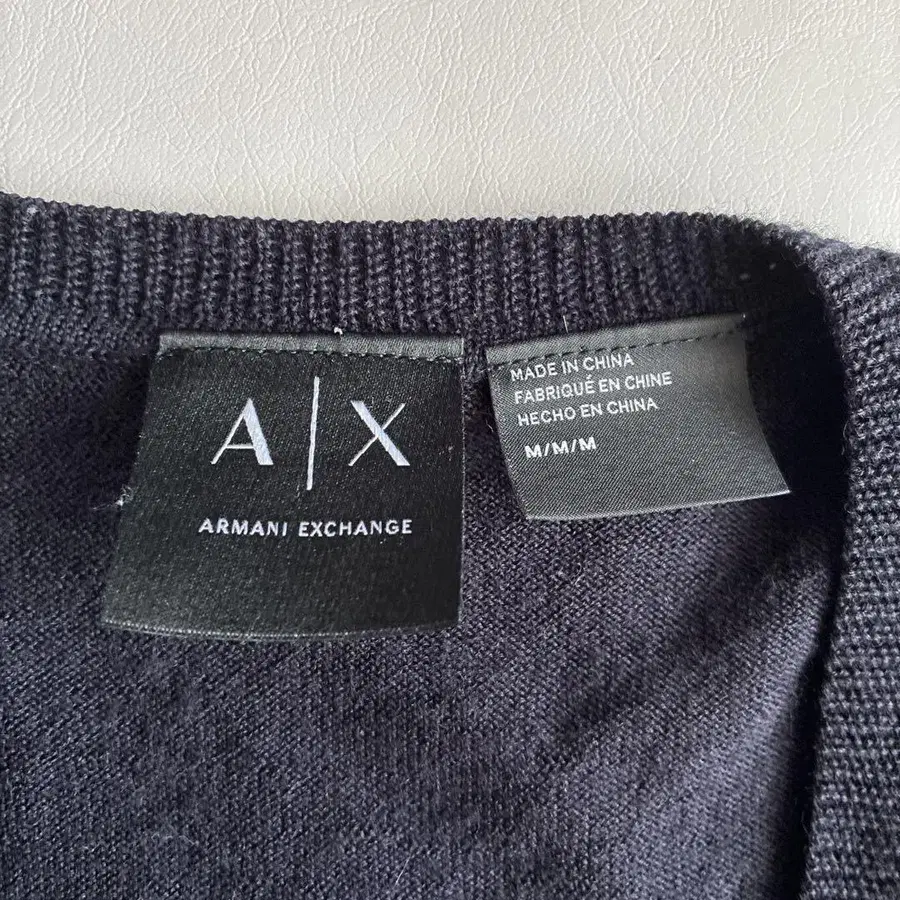 A|X
ARMANI EXCHANGE
MADE IN CHINA
FABRIQUÉ EN CHINE
HECHO EN CHINA
M/M/M